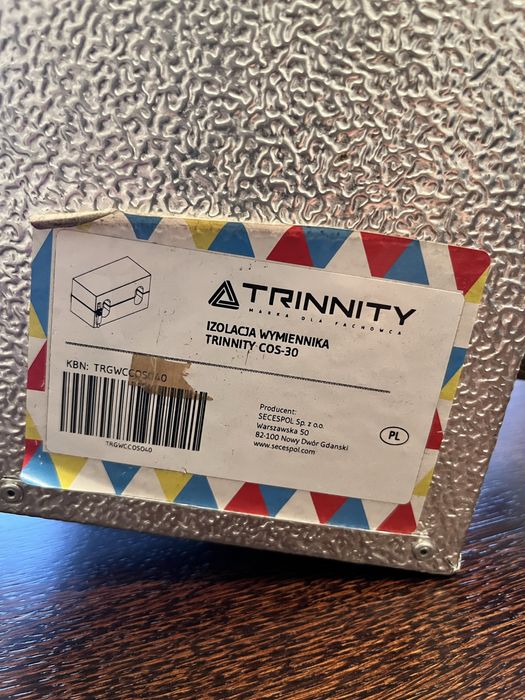 TRINNITY
MARKA DLA FACHOWCA
IZOLACJA WYMIENNIKA
TRINNITY COS-30
KBN: TRGWCCOS040
TRGWCCOS040
Producent:
SECESPOL Sp. z o.o.
Warszawska 50
82-100 Nowy Dwór Gdański
www.secespol.com
PL